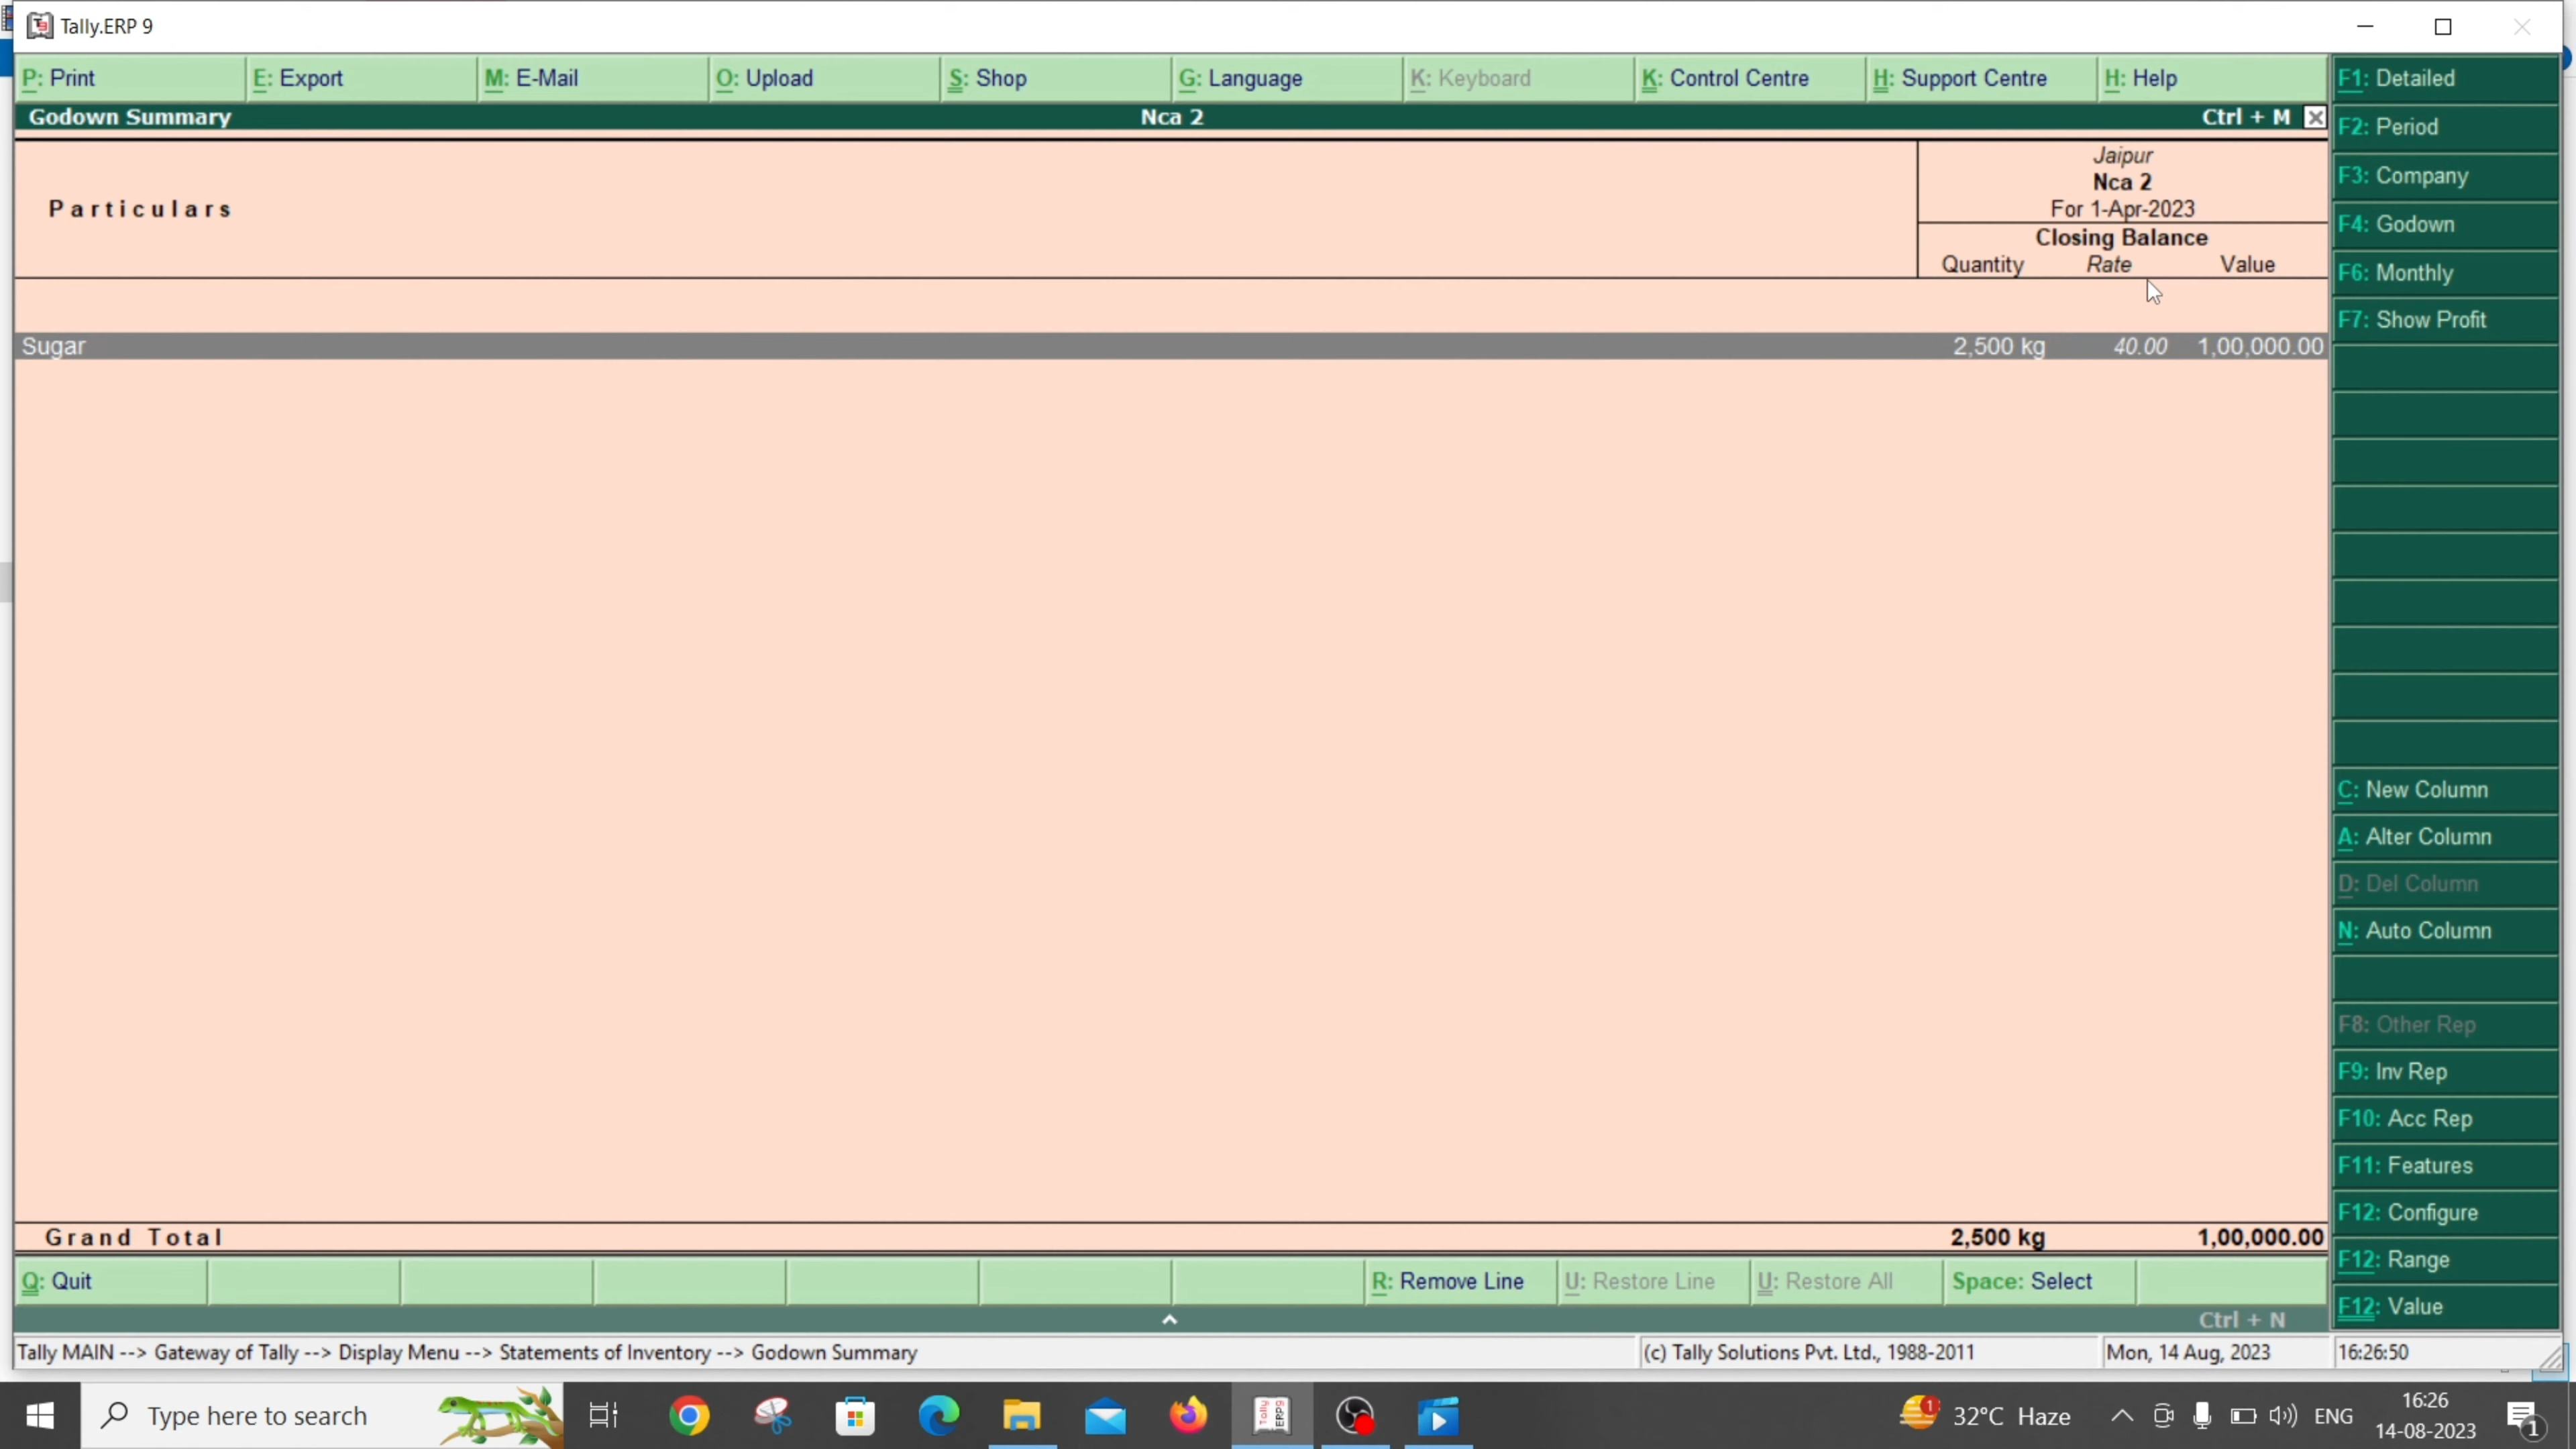 Tally.ERP 9
P: Print E: Export M: E-Mail O: Upload S: Shop G: Language K: Keyboard K: Control Centre H: Support Centre H: Help
Godown Summary Nca 2 Ctrl + M
Particulars
Jaipur
Nca 2
For 1-Apr-2023
Closing Balance
Quantity Rate Value
Sugar 2,500 kg 40.00 1,00,000.00
Grand Total 2,500 kg 1,00,000.00
F1: Detailed
F2: Period
F3: Company
F4: Godown
F6: Monthly
F7: Show Profit
C: New Column
A: Alter Column
D: Del Column
N: Auto Column
F8: Other Rep
F9: Inv Rep
F10: Acc Rep
F11: Features
F12: Configure
F12: Range
F12: Value
Q: Quit R: Remove Line U: Restore Line U: Restore All Space: Select
Ctrl + N
Tally MAIN --> Gateway of Tally --> Display Menu --> Statements of Inventory --> Godown Summary (c) Tally Solutions Pvt. Ltd., 1988-2011 Mon, 14 Aug, 2023 16:26:50
Type here to search
Tally ERP9
1
32°C Haze
ENG
16:26
14-08-2023
1